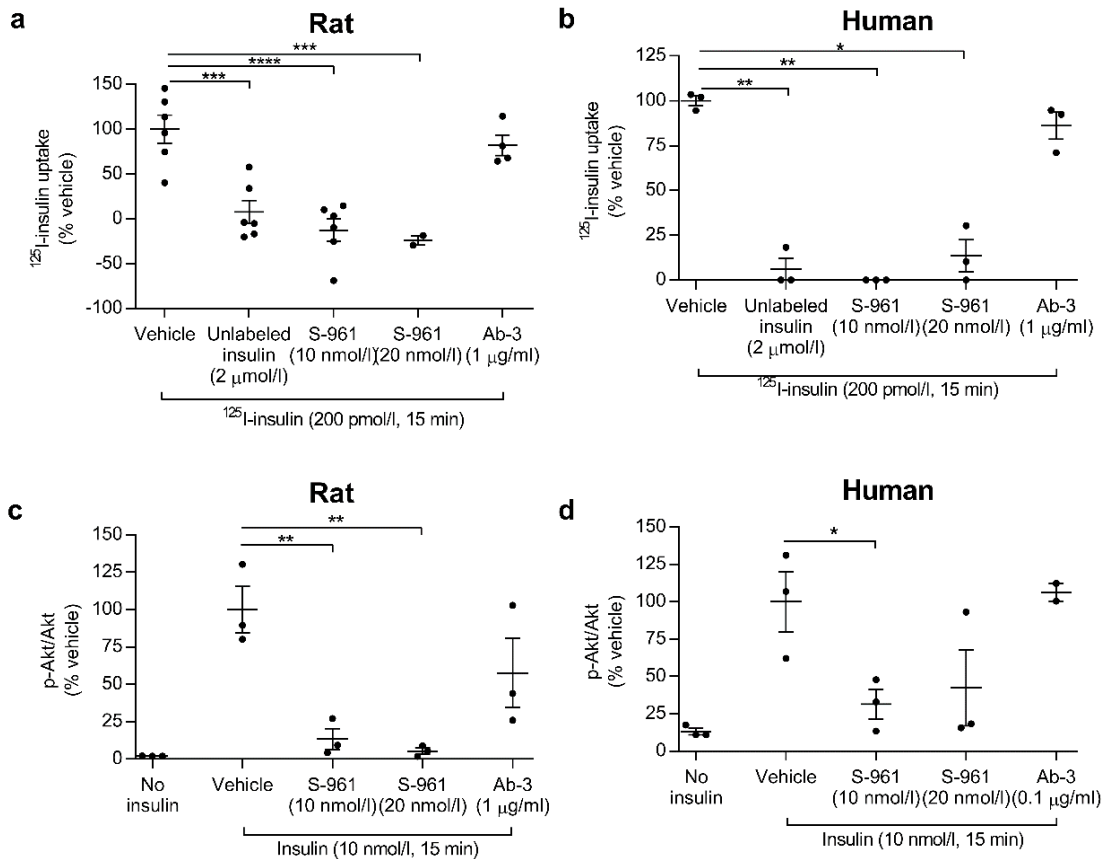 a
Rat
***
****
***
150
100
50
0
-50
-100
¹²⁵I-insulin uptake
(% vehicle)
Vehicle
Unlabeled
insulin
(2 μmol/l)
S-961
(10 nmol/l)
S-961
(20 nmol/l)
Ab-3
(1 μg/ml)
¹²⁵I-insulin (200 pmol/l, 15 min)
b
Human
*
**
**
125
100
75
50
25
0
¹²⁵I-insulin uptake
(% vehicle)
Vehicle
Unlabeled
insulin
(2 μmol/l)
S-961
(10 nmol/l)
S-961
(20 nmol/l)
Ab-3
(1 μg/ml)
¹²⁵I-insulin (200 pmol/l, 15 min)
c
Rat
**
**
150
125
100
75
50
25
0
p-Akt/Akt
(% vehicle)
No
insulin
Vehicle
S-961
(10 nmol/l)
S-961
(20 nmol/l)
Ab-3
(1 μg/ml)
Insulin (10 nmol/l, 15 min)
d
Human
*
150
125
100
75
50
25
0
p-Akt/Akt
(% vehicle)
No
insulin
Vehicle
S-961
(10 nmol/l)
S-961
(20 nmol/l)
Ab-3
(0.1 μg/ml)
Insulin (10 nmol/l, 15 min)